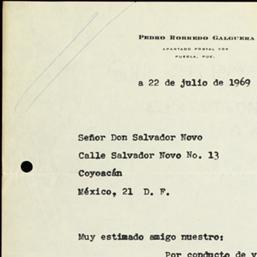 PEDRO ROBREDO GALGUERA
APARTADO POSTAL
PUEBLA, PUE.
a 22 de julio de 1969
Señor Don Salvador Novo
Calle Salvador Novo No. 13
Coyoacán
México, 21 D. F.
Muy estimado amigo nuestro:
Por conducto de